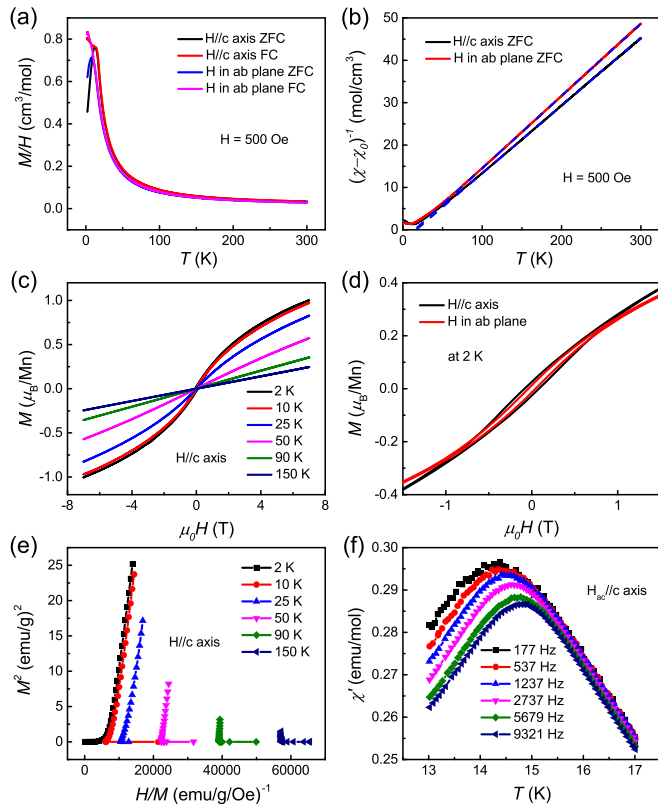 (a)
0.8
0.6
0.4
0.2
0.0
M/H (cm³/mol)
H//c axis ZFC
H//c axis FC
H in ab plane ZFC
H in ab plane FC
H = 500 Oe
0 100 200 300
T (K)
(b)
50
40
30
20
10
0
(χ−χ₀)⁻¹ (mol/cm³)
H//c axis ZFC
H in ab plane ZFC
H = 500 Oe
0 100 200 300
T (K)
(c)
1.0
0.5
0.0
-0.5
-1.0
M (μB/Mn)
2 K
10 K
25 K
50 K
90 K
150 K
H//c axis
-8 -4 0 4 8
μ₀H (T)
(d)
0.4
0.2
0.0
-0.2
-0.4
M (μB/Mn)
H//c axis
H in ab plane
at 2 K
-1 0 1
μ₀H (T)
(e)
25
20
15
10
5
0
M² (emu/g)²
2 K
10 K
25 K
50 K
90 K
150 K
H//c axis
0 20000 40000 60000
H/M (emu/g/Oe)⁻¹
(f)
0.30
0.29
0.28
0.27
0.26
0.25
χ′ (emu/mol)
Hac//c axis
177 Hz
537 Hz
1237 Hz
2737 Hz
5679 Hz
9321 Hz
13 14 15 16 17
T (K)